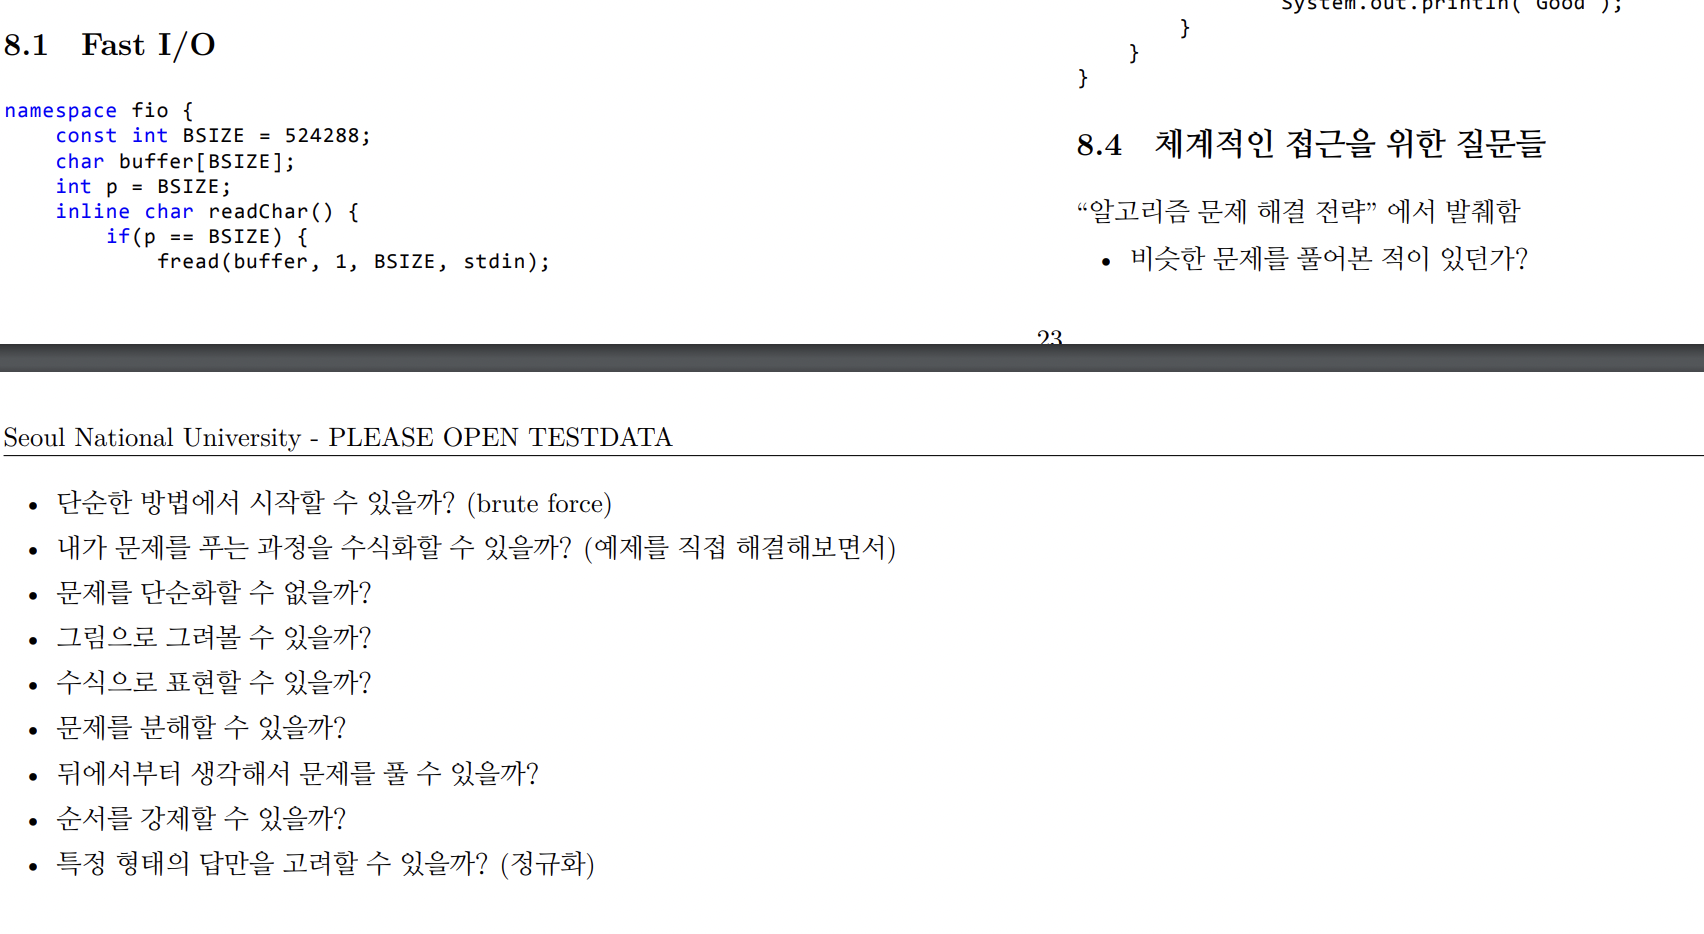 8.1 Fast I/O
namespace fio {
const int BSIZE = 524288;
char buffer[BSIZE];
int p = BSIZE;
inline char readChar() {
if(p == BSIZE) {
fread(buffer, 1, BSIZE, stdin);
System.out.println("Good");
}
}
}
8.4 체계적인 접근을 위한 질문들
“알고리즘 문제 해결 전략” 에서 발췌함
• 비슷한 문제를 풀어본 적이 있던가?
23
Seoul National University - PLEASE OPEN TESTDATA
• 단순한 방법에서 시작할 수 있을까? (brute force)
• 내가 문제를 푸는 과정을 수식화할 수 있을까? (예제를 직접 해결해보면서)
• 문제를 단순화할 수 없을까?
• 그림으로 그려볼 수 있을까?
• 수식으로 표현할 수 있을까?
• 문제를 분해할 수 있을까?
• 뒤에서부터 생각해서 문제를 풀 수 있을까?
• 순서를 강제할 수 있을까?
• 특정 형태의 답만을 고려할 수 있을까? (정규화)